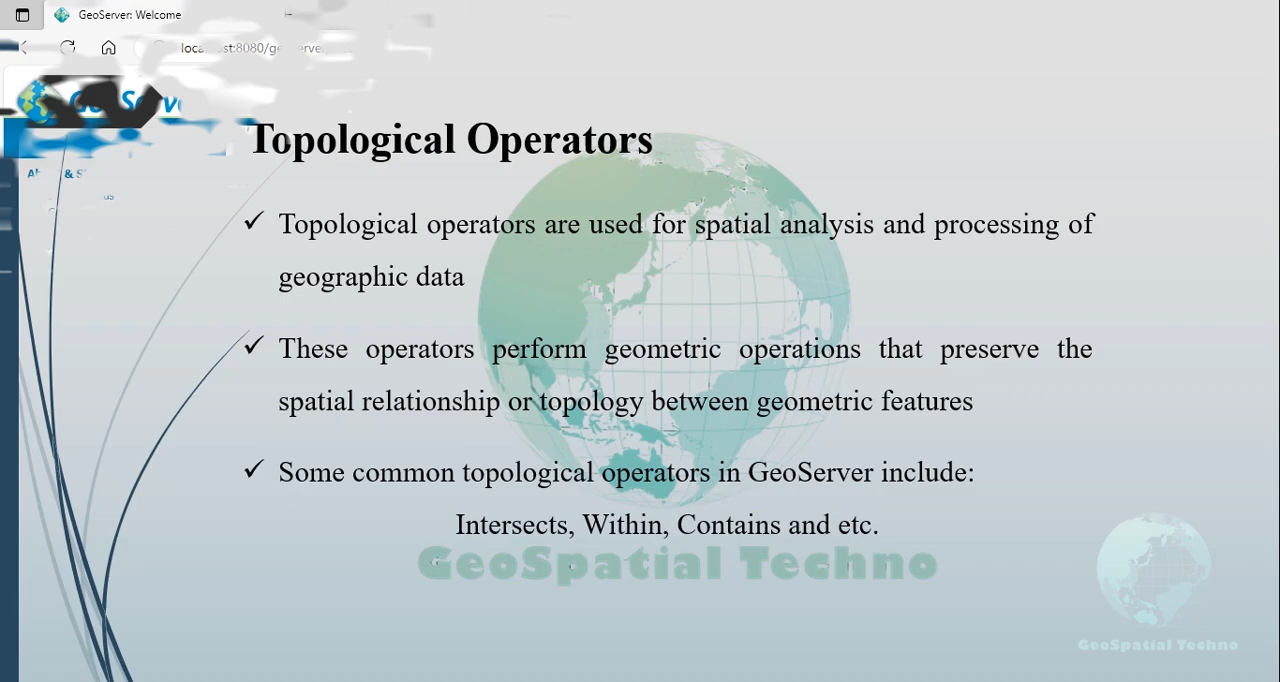 GeoServer: Welcome
Topological Operators
✓ Topological operators are used for spatial analysis and processing of
geographic data
✓ These operators perform geometric operations that preserve the
spatial relationship or topology between geometric features
✓ Some common topological operators in GeoServer include:
Intersects, Within, Contains and etc.
GeoSpatial Techno
GeoSpatial Techno